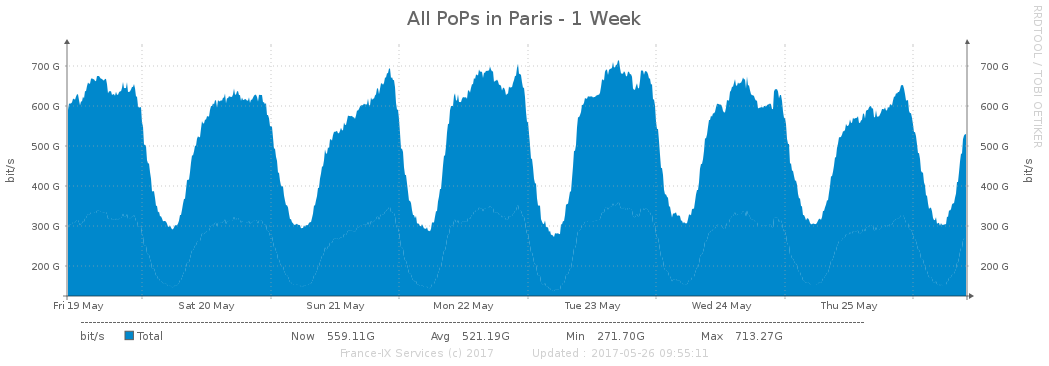 All PoPs in Paris - 1 Week
RRDTOOL / TOBI OETIKER
bit/s
bit/s
700 G 700 G
600 G 600 G
500 G 500 G
400 G 400 G
300 G 300 G
200 G 200 G
Fri 19 May Sat 20 May Sun 21 May Mon 22 May Tue 23 May Wed 24 May Thu 25 May
bit/s Total Now 559.11G Avg 521.19G Min 271.70G Max 713.27G
France-IX Services (c) 2017 Updated : 2017-05-26 09:55:11